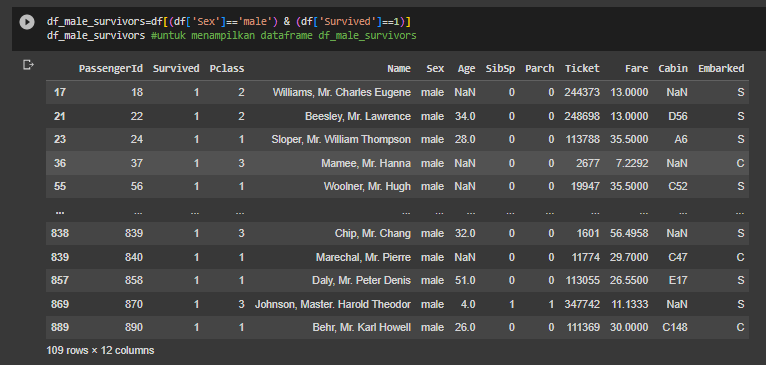 df_male_survivors=df[(df['Sex']=='male') & (df['Survived']==1)]
df_male_survivors #untuk menampilkan dataframe df_male_survivors
PassengerId Survived Pclass Name Sex Age SibSp Parch Ticket Fare Cabin Embarked
17 18 1 2 Williams, Mr. Charles Eugene male NaN 0 0 244373 13.0000 NaN S
21 22 1 2 Beesley, Mr. Lawrence male 34.0 0 0 248698 13.0000 D56 S
23 24 1 1 Sloper, Mr. William Thompson male 28.0 0 0 113788 35.5000 A6 S
36 37 1 3 Mamee, Mr. Hanna male NaN 0 0 2677 7.2292 NaN C
55 56 1 1 Woolner, Mr. Hugh male NaN 0 0 19947 35.5000 C52 S
... ... ... ... ... ... ... ... ... ... ... ... ...
838 839 1 3 Chip, Mr. Chang male 32.0 0 0 1601 56.4958 NaN S
839 840 1 1 Marechal, Mr. Pierre male NaN 0 0 11774 29.7000 C47 C
857 858 1 1 Daly, Mr. Peter Denis male 51.0 0 0 113055 26.5500 E17 S
869 870 1 3 Johnson, Master. Harold Theodor male 4.0 1 1 347742 11.1333 NaN S
889 890 1 1 Behr, Mr. Karl Howell male 26.0 0 0 111369 30.0000 C148 C
109 rows × 12 columns